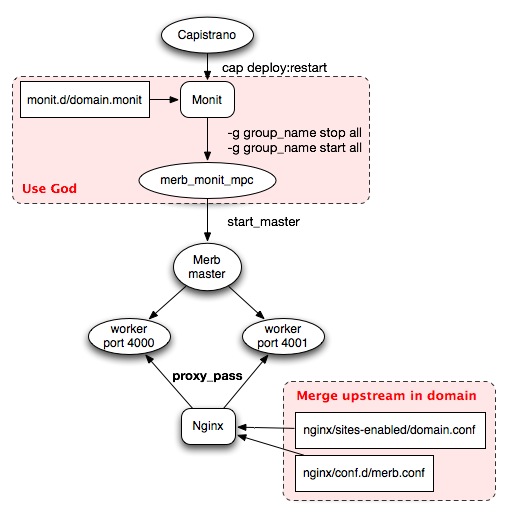 Capistrano
cap deploy:restart
monit.d/domain.monit
Monit
-g group_name stop all
-g group_name start all
merb_monit_mpc
Use God
start_master
Merb
master
worker
port 4000
worker
port 4001
proxy_pass
Merge upstream in domain
Nginx
nginx/sites-enabled/domain.conf
nginx/conf.d/merb.conf